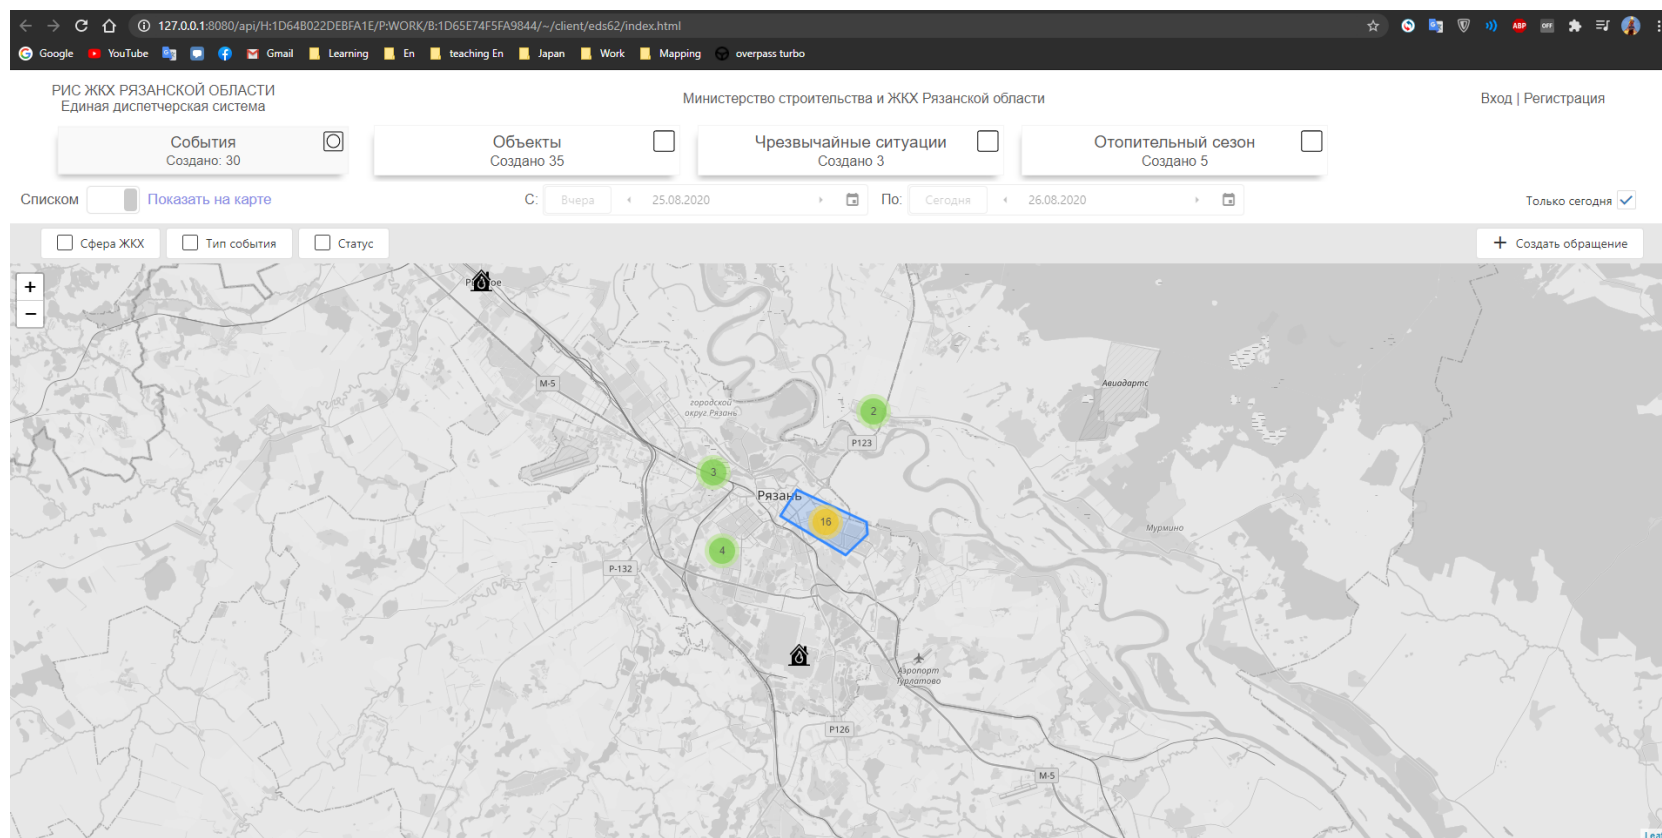 127.0.0.1:8080/api/H:1D64B022DEBFA1E/P:WORK/B:1D65E74F5FA9844/~/client/eds62/index.html
ABP
OFF
Google YouTube Gmail Learning En teaching En Japan Work Mapping overpass turbo
РИС ЖКХ РЯЗАНСКОЙ ОБЛАСТИ
Единая диспетчерская система
Министерство строительства и ЖКХ Рязанской области
Вход | Регистрация
События
Создано: 30
Объекты
Создано 35
Чрезвычайные ситуации
Создано 3
Отопительный сезон
Создано 5
Списком Показать на карте
С: Вчера 25.08.2020
По: Сегодня 26.08.2020
Только сегодня
Сфера ЖКХ Тип события Статус
+ Создать обращение
+
−
М-5
Авиадартс
городской
округ Рязань
2
Р123
3
Рязань
16
Мурмино
4
Р-132
Аэропорт
Турлатово
Р126
М-5